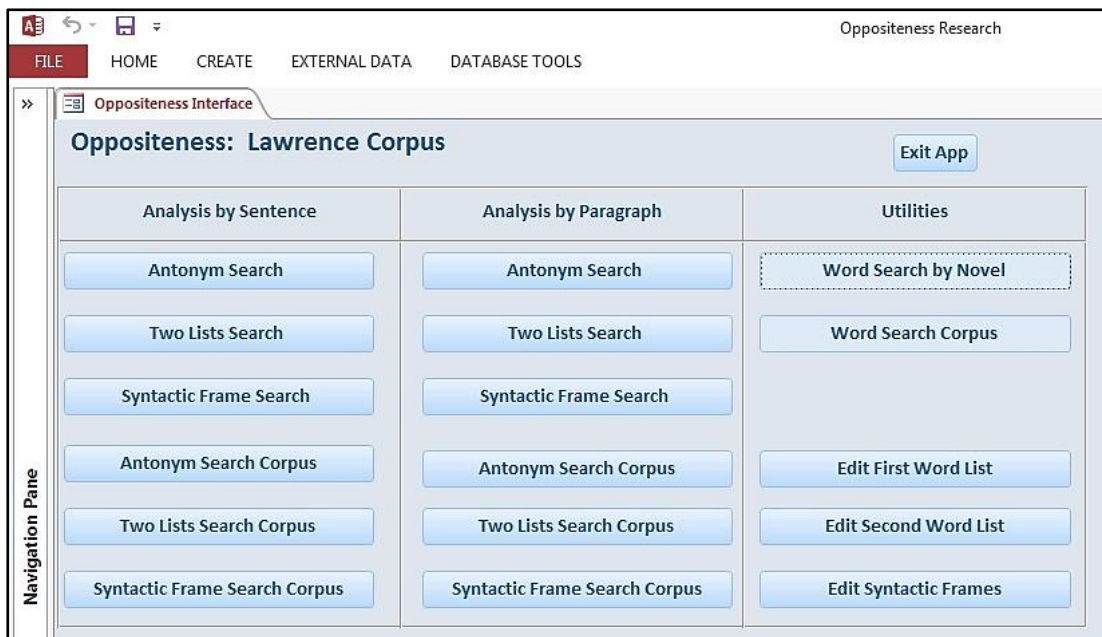 Oppositeness Research
FILE HOME CREATE EXTERNAL DATA DATABASE TOOLS
» Oppositeness Interface
Oppositeness: Lawrence Corpus
Exit App
Analysis by Sentence Analysis by Paragraph Utilities
Antonym Search Antonym Search Word Search by Novel
Two Lists Search Two Lists Search Word Search Corpus
Syntactic Frame Search Syntactic Frame Search
Antonym Search Corpus Antonym Search Corpus Edit First Word List
Two Lists Search Corpus Two Lists Search Corpus Edit Second Word List
Syntactic Frame Search Corpus Syntactic Frame Search Corpus Edit Syntactic Frames
Navigation Pane